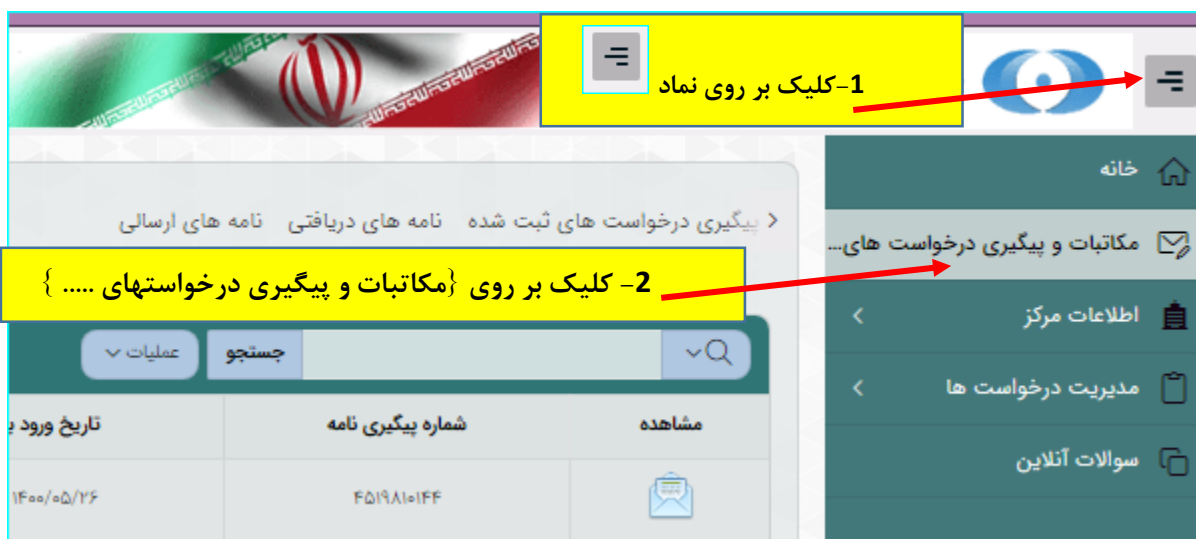 1-کلیک بر روی نماد
خانه
پیگیری درخواست های ثبت شده نامه های دریافتی نامه های ارسالی
مکاتبات و پیگیری درخواست های...
2- کلیک بر روی {مکاتبات و پیگیری درخواستهای ..... }
اطلاعات مرکز
جستجو عملیات
مدیریت درخواست ها
مشاهده شماره پیگیری نامه تاریخ ورود
سوالات آنلاین
۴۵۱۹۸۱۰۱۴۴ ۱۴۰۰/۰۵/۲۶